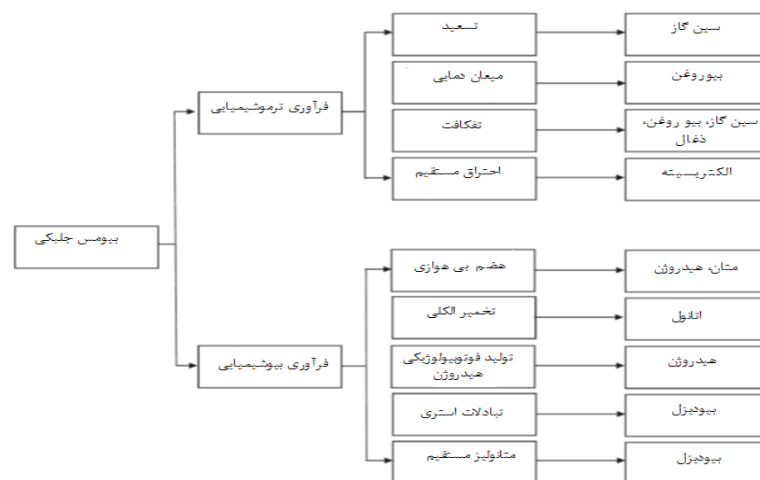 تسعید
سین گاز
میعان دمایی
بیوروغن
فرآوری ترموشیمیایی
تفکافت
سین گاز، بیو روغن،
ذغال
احتراق مستقیم
الکتریسیته
بیومس جلبکی
هضم بی هوازی
متان، هیدروژن
تخمیر الکلی
اتانول
فرآوری بیوشیمیایی
تولید فوتوبیولوژیکی
هیدروژن
هیدروژن
تبادلات استری
بیودیزل
متانولیز مستقیم
بیودیزل